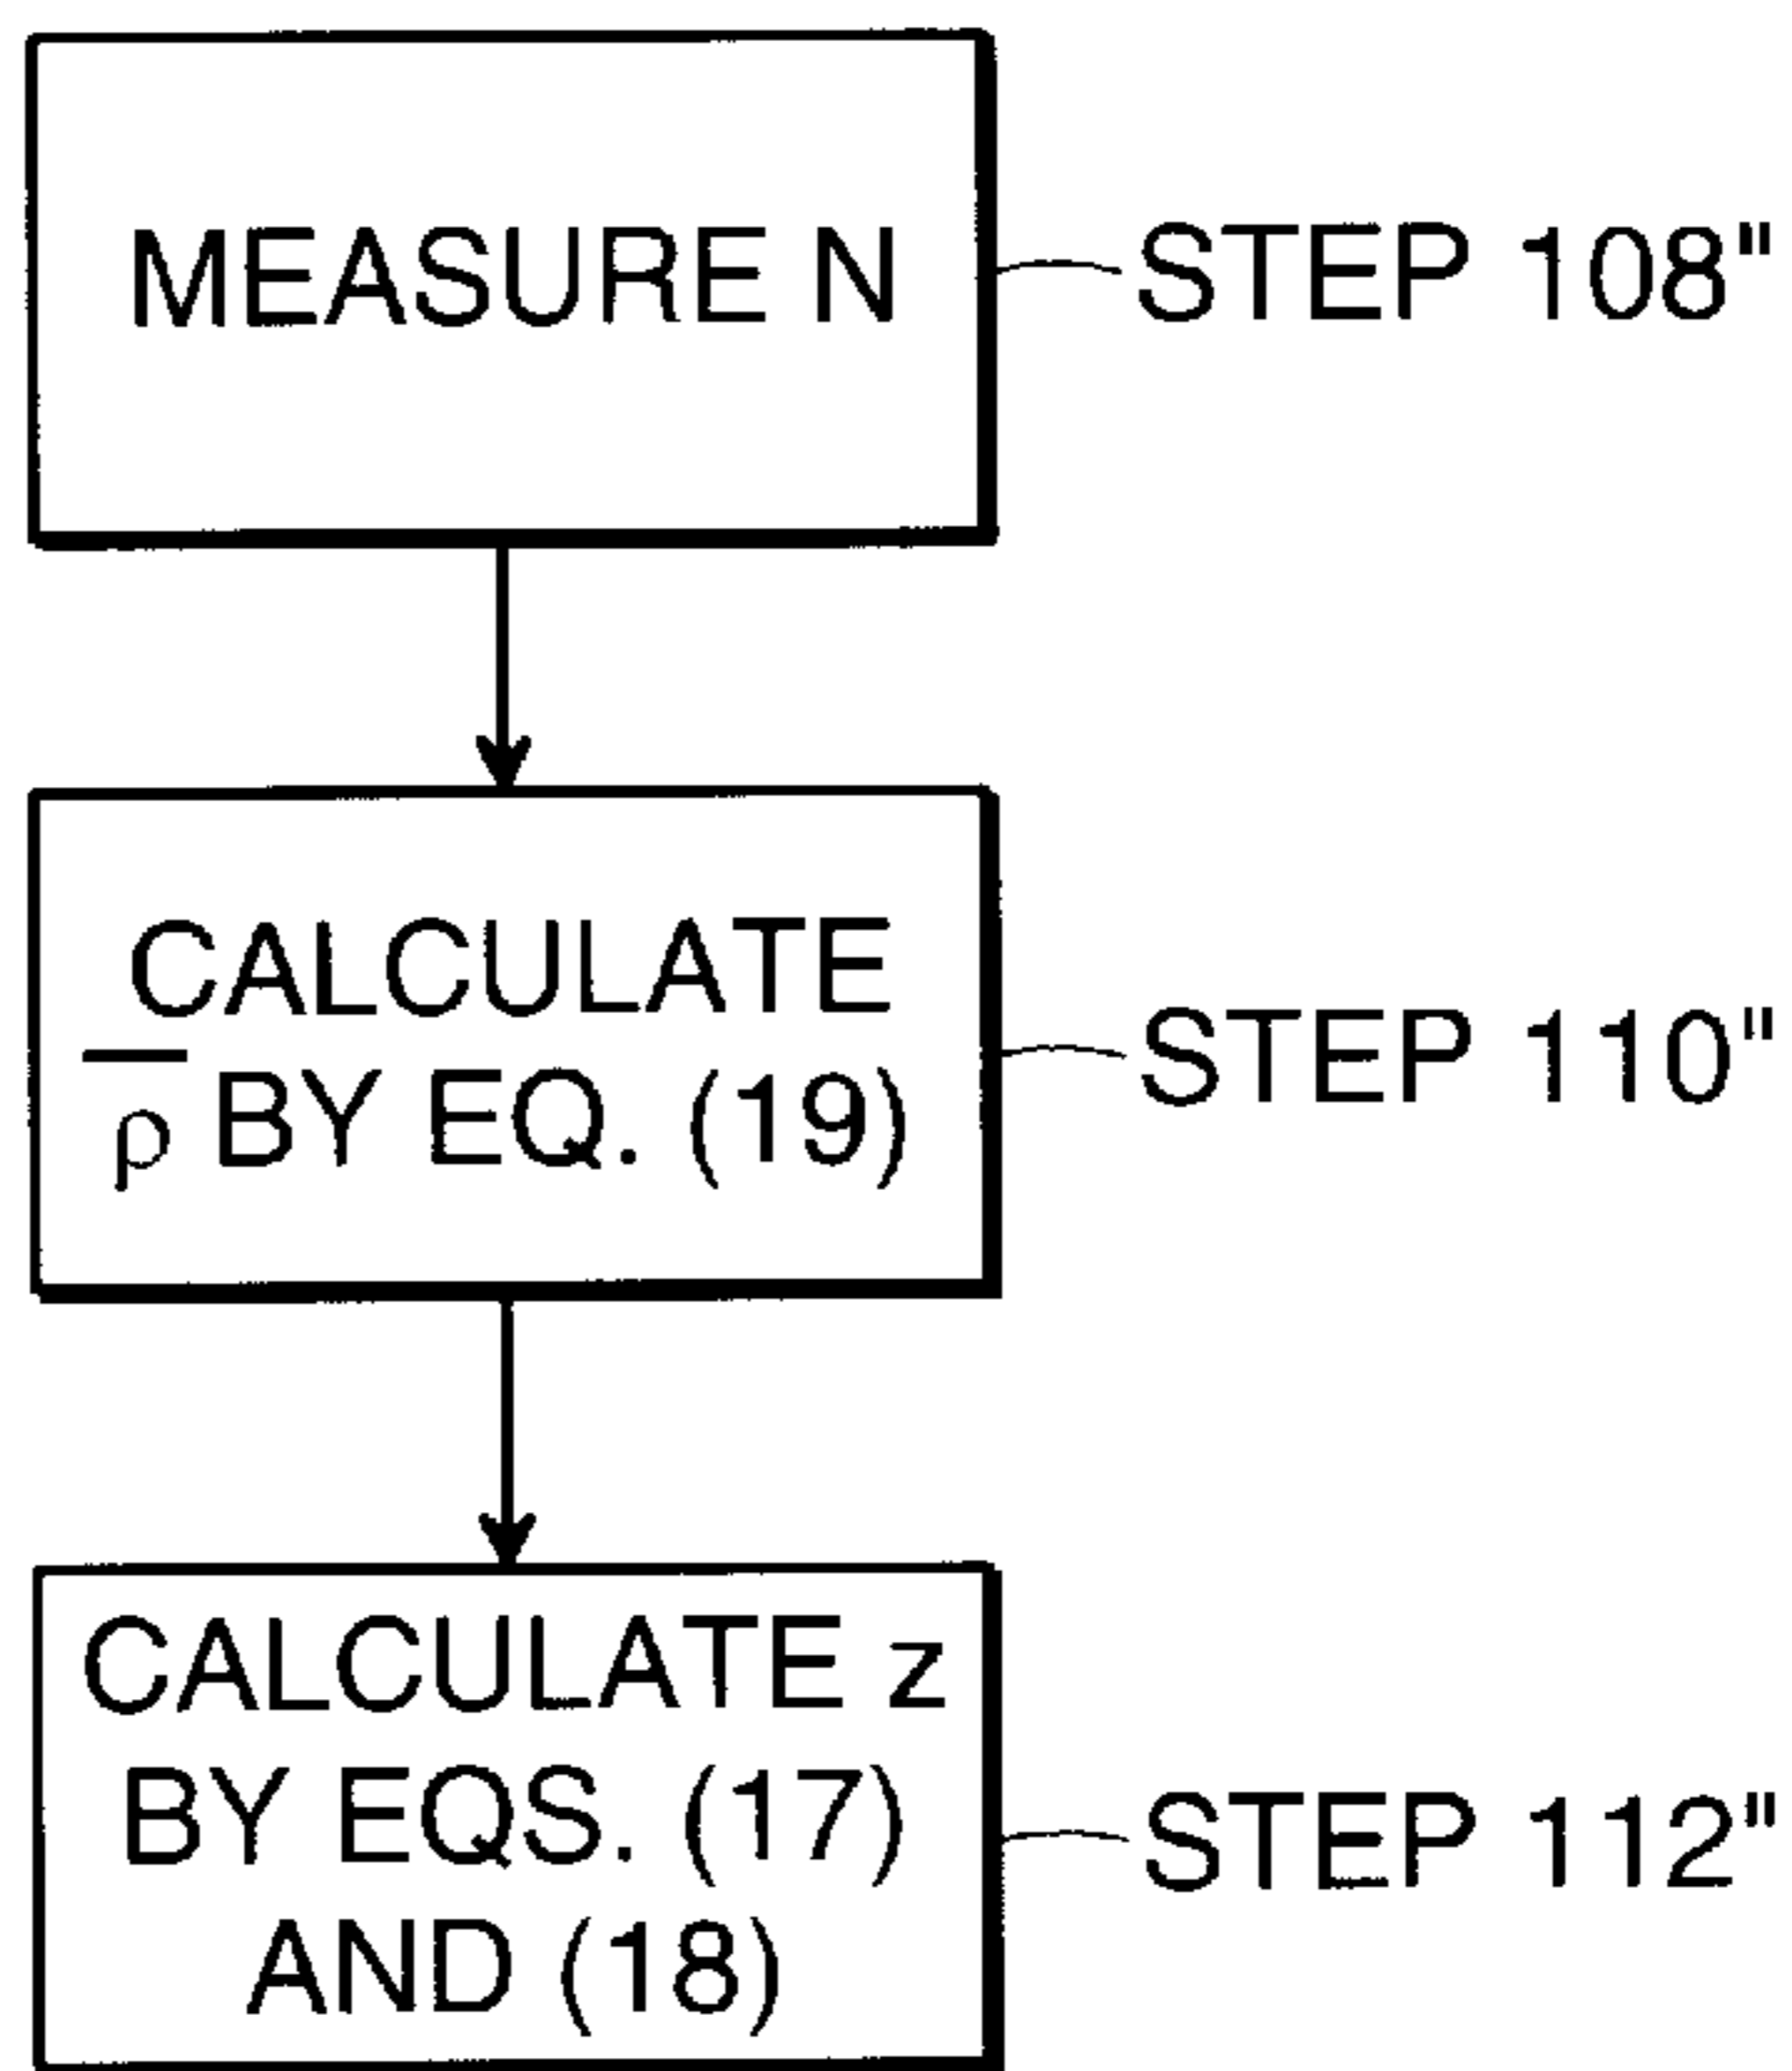 MEASURE N
STEP 108"
CALCULATE
ρ̅ BY EQ. (19)
STEP 110"
CALCULATE z
BY EQS. (17)
AND (18)
STEP 112"